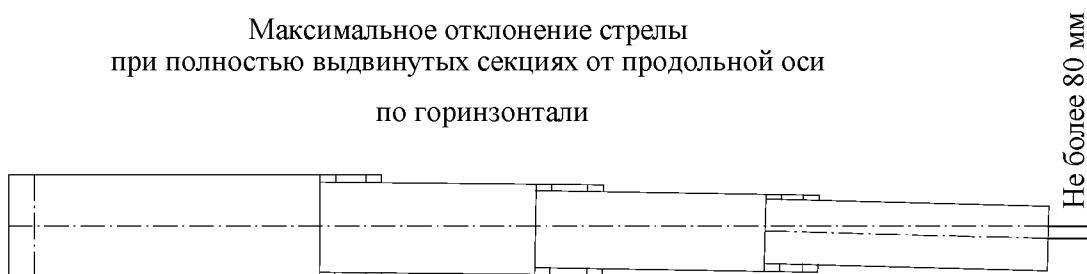 Максимальное отклонение стрелы
при полностью выдвинутых секциях от продольной оси
по горинзонтали
Не более 80 мм